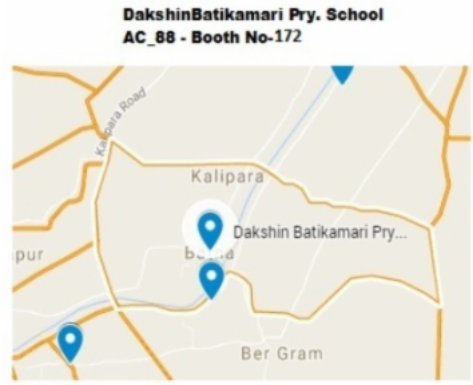 DakshinBatikamari Pry. School
AC_88 - Booth No-172
Kalipara Road
Kalipara
Dakshin Batikamari Pry...
pur
Ber Gram